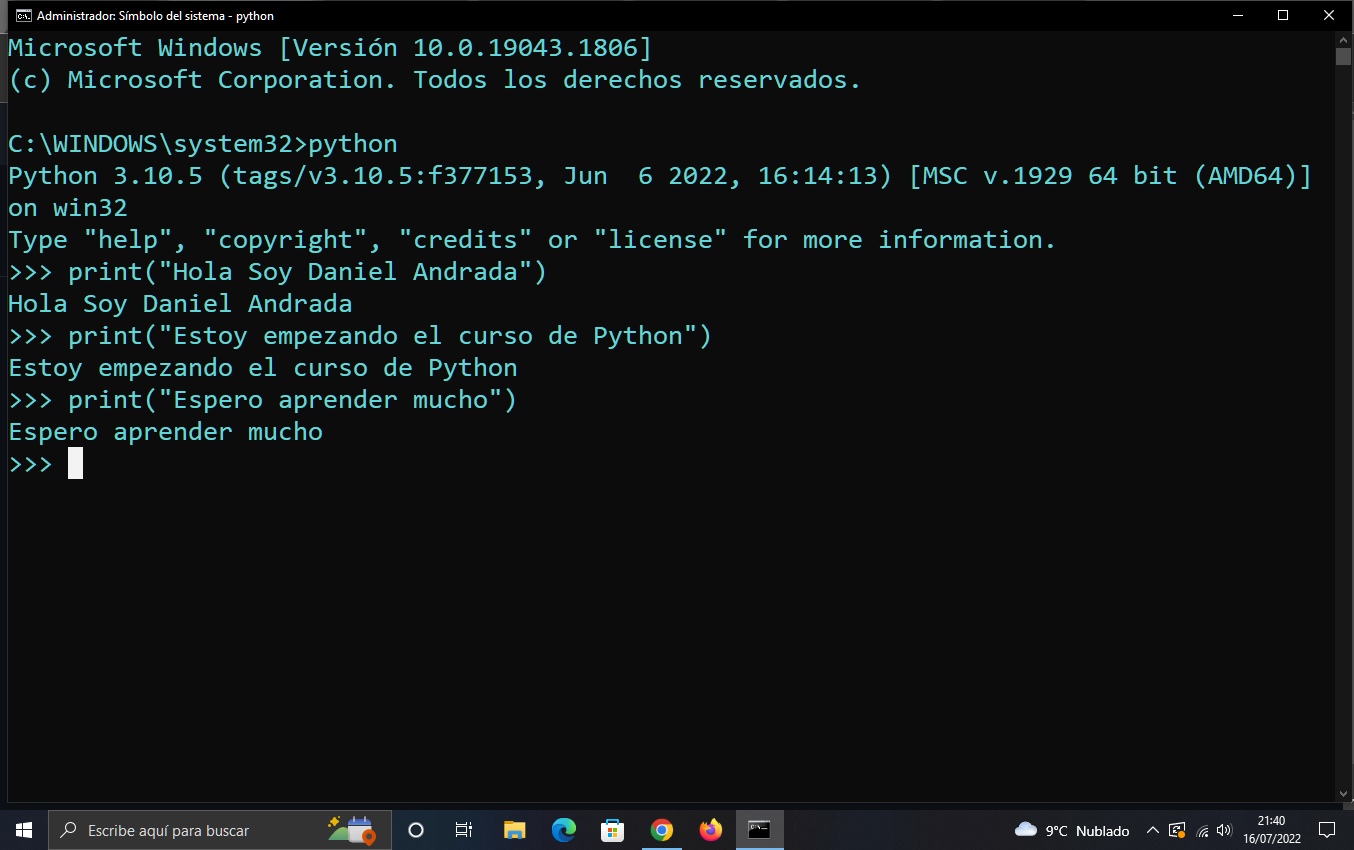 Administrador: Símbolo del sistema - python
Microsoft Windows [Versión 10.0.19043.1806]
(c) Microsoft Corporation. Todos los derechos reservados.
C:\WINDOWS\system32>python
Python 3.10.5 (tags/v3.10.5:f377153, Jun  6 2022, 16:14:13) [MSC v.1929 64 bit (AMD64)]
on win32
Type "help", "copyright", "credits" or "license" for more information.
>>> print("Hola Soy Daniel Andrada")
Hola Soy Daniel Andrada
>>> print("Estoy empezando el curso de Python")
Estoy empezando el curso de Python
>>> print("Espero aprender mucho")
Espero aprender mucho
>>>
Escribe aquí para buscar
9°C Nublado
21:40
16/07/2022